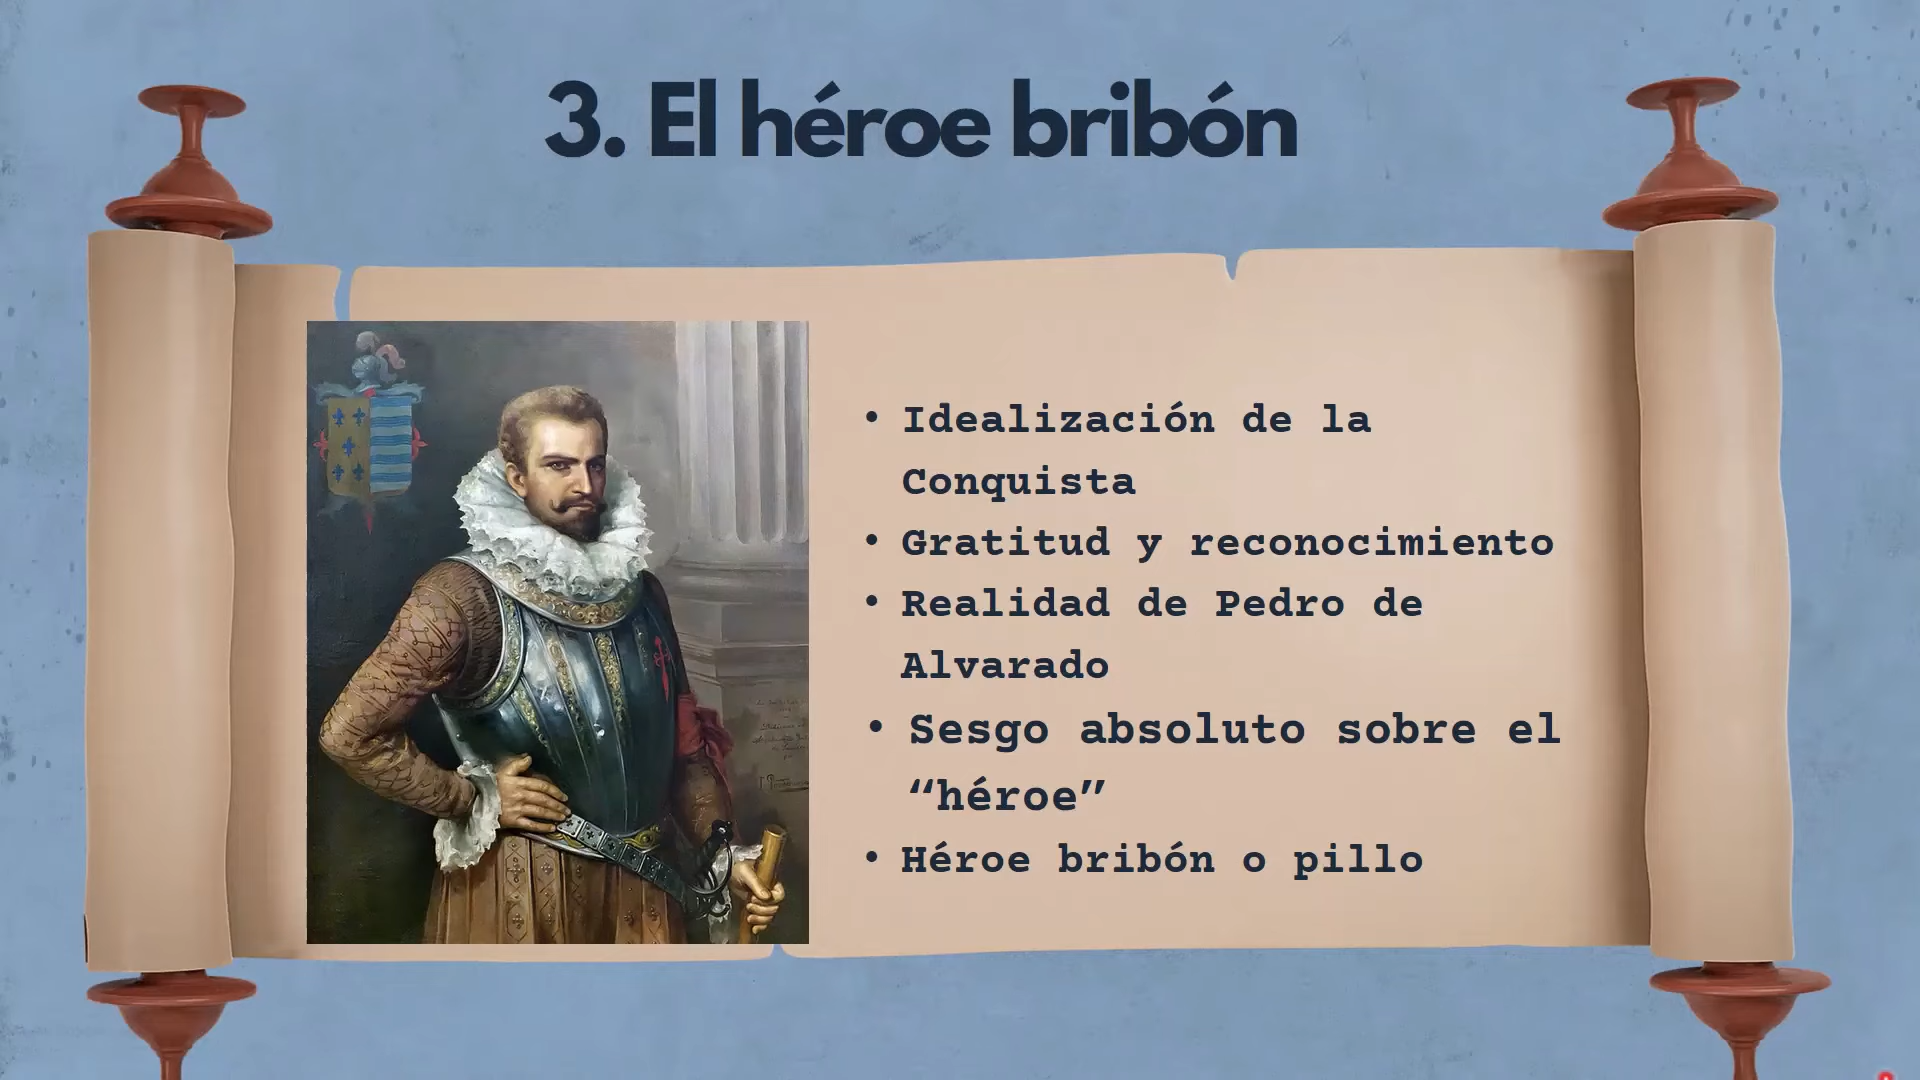 3. El héroe bribón
• Idealización de la
Conquista
• Gratitud y reconocimiento
• Realidad de Pedro de
Alvarado
• Sesgo absoluto sobre el
“héroe”
• Héroe bribón o pillo